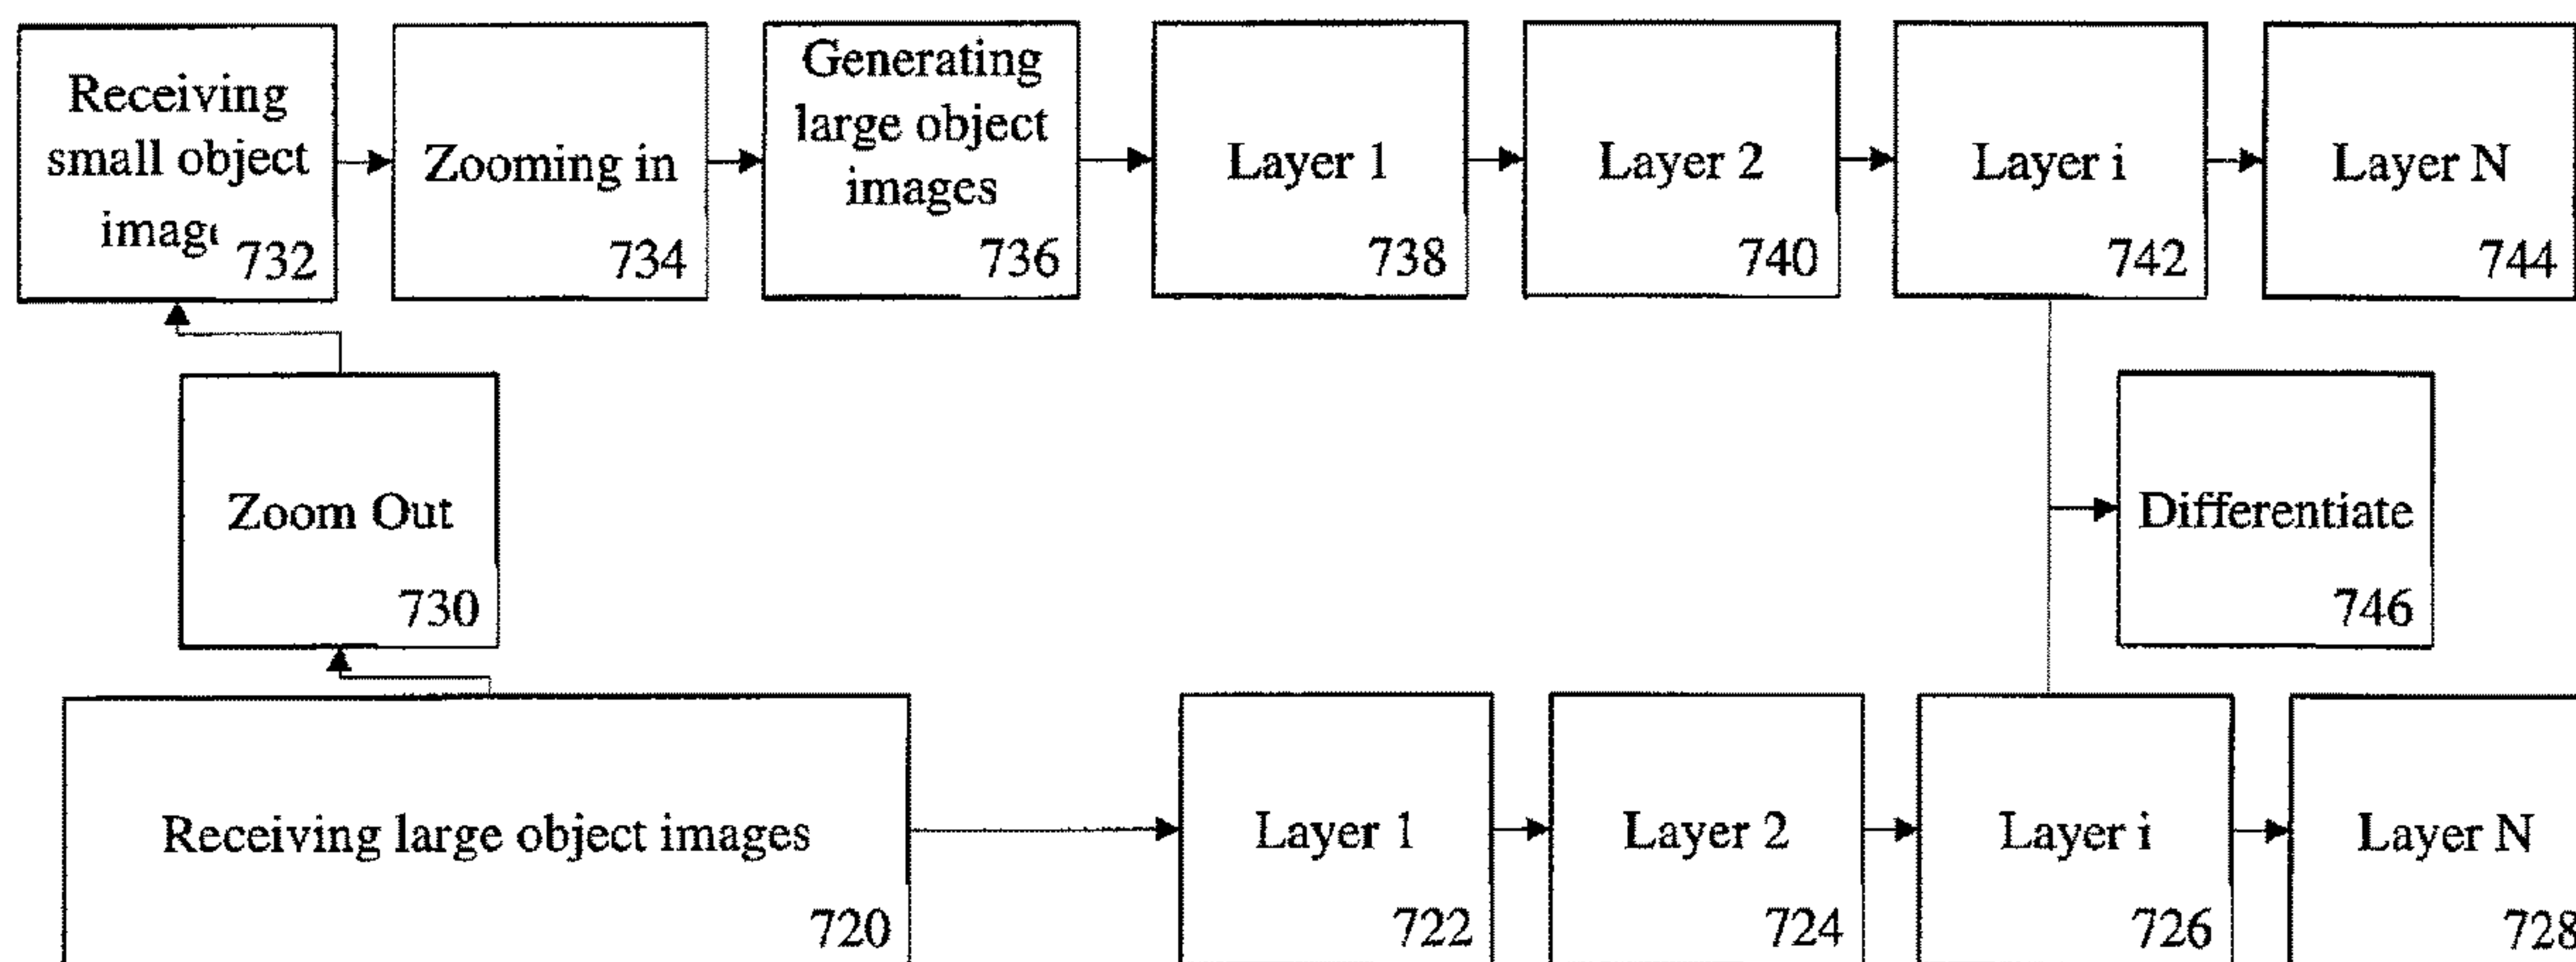 Receiving
small object
732
Zooming in
734
Generating
large object
images
736
Layer 1
738
Layer 2
740
Layer i
742
Layer N
744
Zoom Out
730
Differentiate
746
Receiving large object images
720
Layer 1
722
Layer 2
724
Layer i
726
Layer N
728